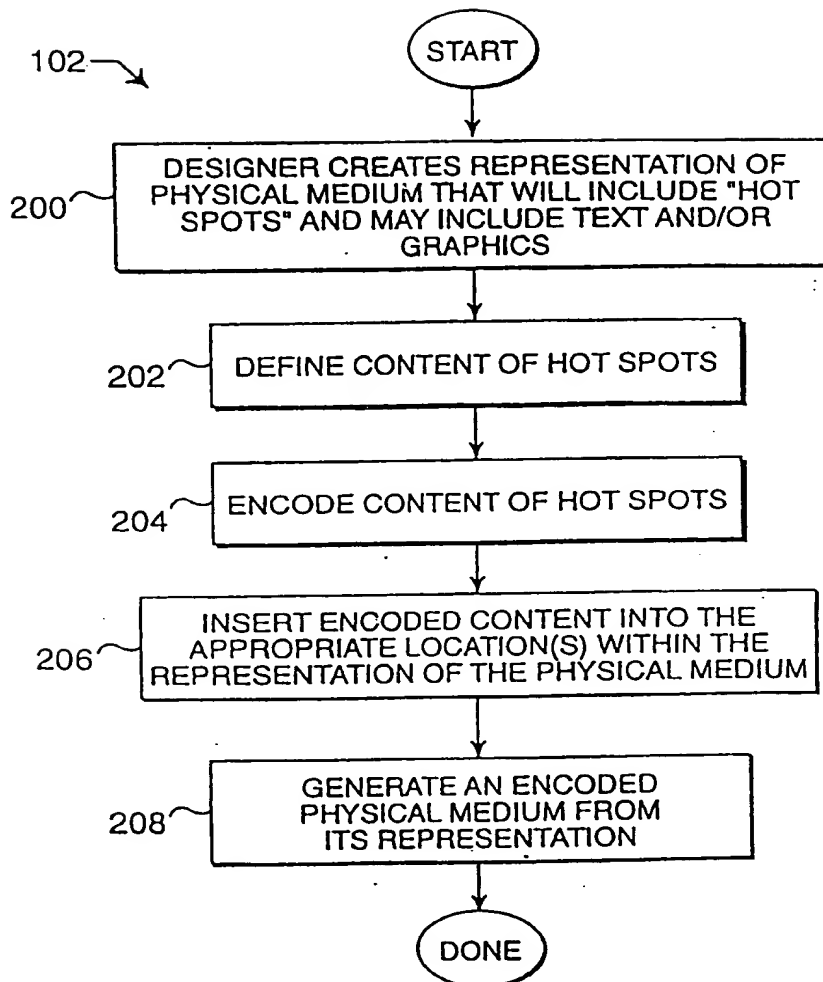 START
102
DESIGNER CREATES REPRESENTATION OF
PHYSICAL MEDIUM THAT WILL INCLUDE "HOT
SPOTS" AND MAY INCLUDE TEXT AND/OR
GRAPHICS
200
DEFINE CONTENT OF HOT SPOTS
202
ENCODE CONTENT OF HOT SPOTS
204
INSERT ENCODED CONTENT INTO THE
APPROPRIATE LOCATION(S) WITHIN THE
REPRESENTATION OF THE PHYSICAL MEDIUM
206
GENERATE AN ENCODED
PHYSICAL MEDIUM FROM
ITS REPRESENTATION
208
DONE